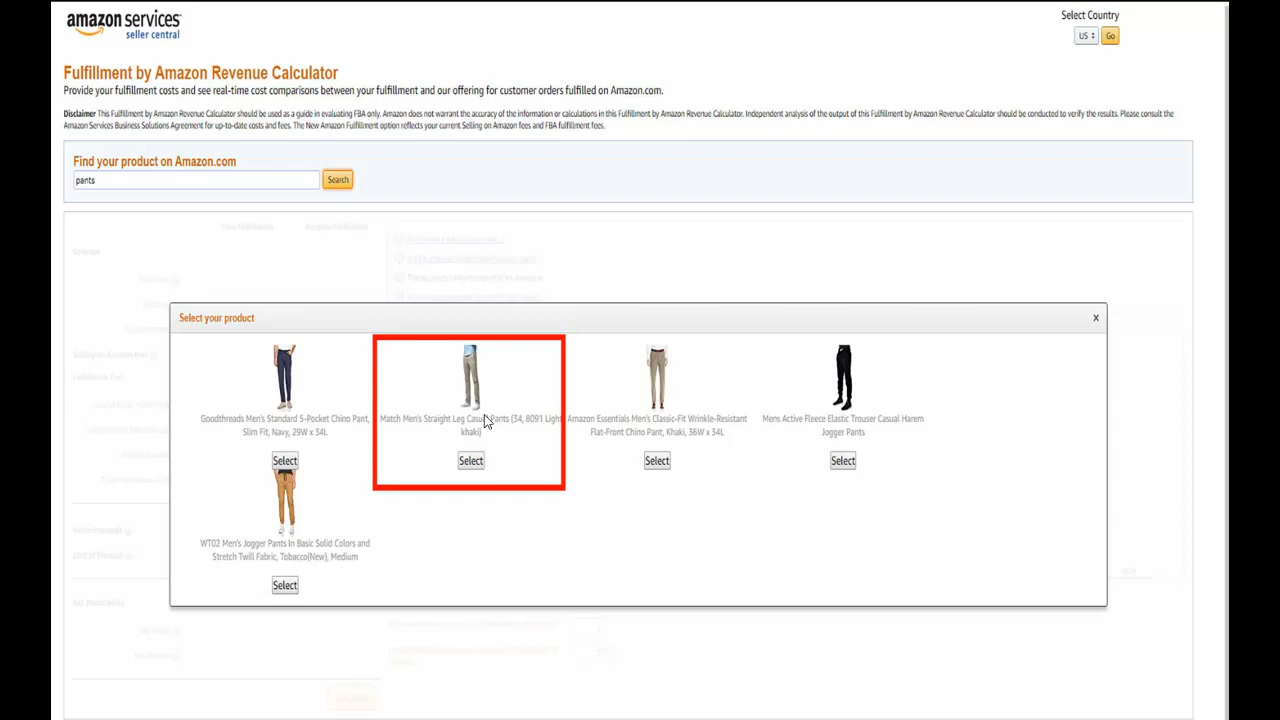 amazon services
seller central
Select Country
US
Go
Fulfillment by Amazon Revenue Calculator
Provide your fulfillment costs and see real-time cost comparisons between your fulfillment and our offering for customer orders fulfilled on Amazon.com.
Disclaimer This Fulfillment by Amazon Revenue Calculator should be used as a guide in evaluating FBA only. Amazon does not warrant the accuracy of the information or calculations in this Fulfillment by Amazon Revenue Calculator. Independent analysis of the output of this Fulfillment by Amazon Revenue Calculator should be conducted to verify the results. Please consult the
Amazon Services Business Solutions Agreement for up-to-date costs and fees. The New Amazon Fulfillment option reflects your current Selling on Amazon fees and FBA fulfillment fees.
Find your product on Amazon.com
pants
Search
Revenue
Select your product
x
Goodthreads Men's Standard 5-Pocket Chino Pant,
Slim Fit, Navy, 29W x 34L
Select
Match Men's Straight Leg Casual Pants (34, 8091 Light
khaki)
Select
Amazon Essentials Men's Classic-Fit Wrinkle-Resistant
Flat-Front Chino Pant, Khaki, 36W x 34L
Select
Mens Active Fleece Elastic Trouser Casual Harem
Jogger Pants
Select
WT02 Men's Jogger Pants In Basic Solid Colors and
Stretch Twill Fabric, Tobacco(New), Medium
Select
Cost of Product
Net Profitability